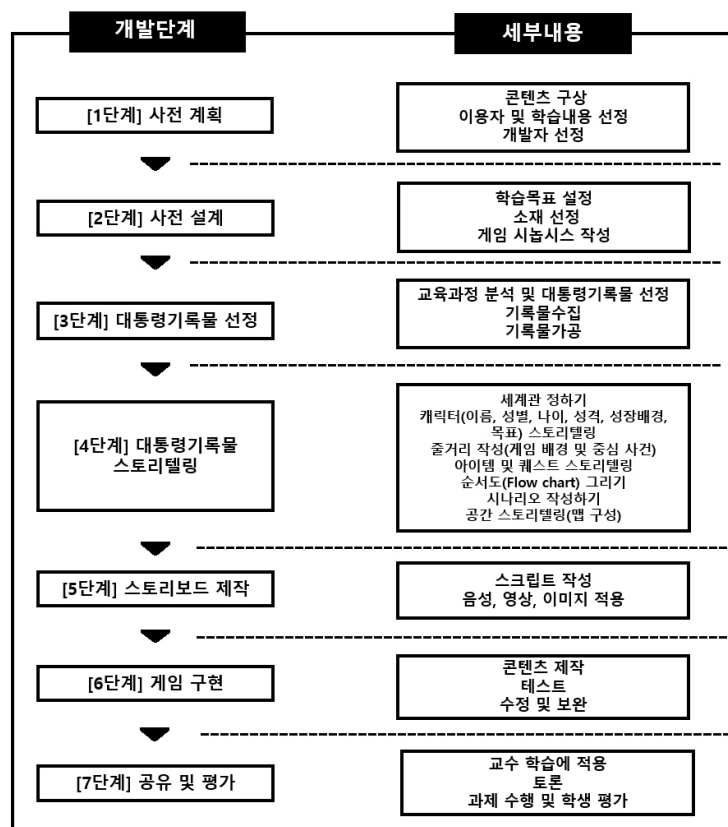 개발단계
세부내용
[1단계] 사전 계획
콘텐츠 구상
이용자 및 학습내용 선정
개발자 선정
[2단계] 사전 설계
학습목표 설정
소재 선정
게임 시놉시스 작성
[3단계] 대통령기록물 선정
교육과정 분석 및 대통령기록물 선정
기록물수집
기록물가공
[4단계] 대통령기록물
스토리텔링
세계관 정하기
캐릭터(이름, 성별, 나이, 성격, 성장배경,
목표) 스토리텔링
줄거리 작성(게임 배경 및 중심 사건)
아이템 및 퀘스트 스토리텔링
순서도(Flow chart) 그리기
시나리오 작성하기
공간 스토리텔링(맵 구성)
[5단계] 스토리보드 제작
스크립트 작성
음성, 영상, 이미지 적용
[6단계] 게임 구현
콘텐츠 제작
테스트
수정 및 보완
[7단계] 공유 및 평가
교수 학습에 적용
토론
과제 수행 및 학생 평가